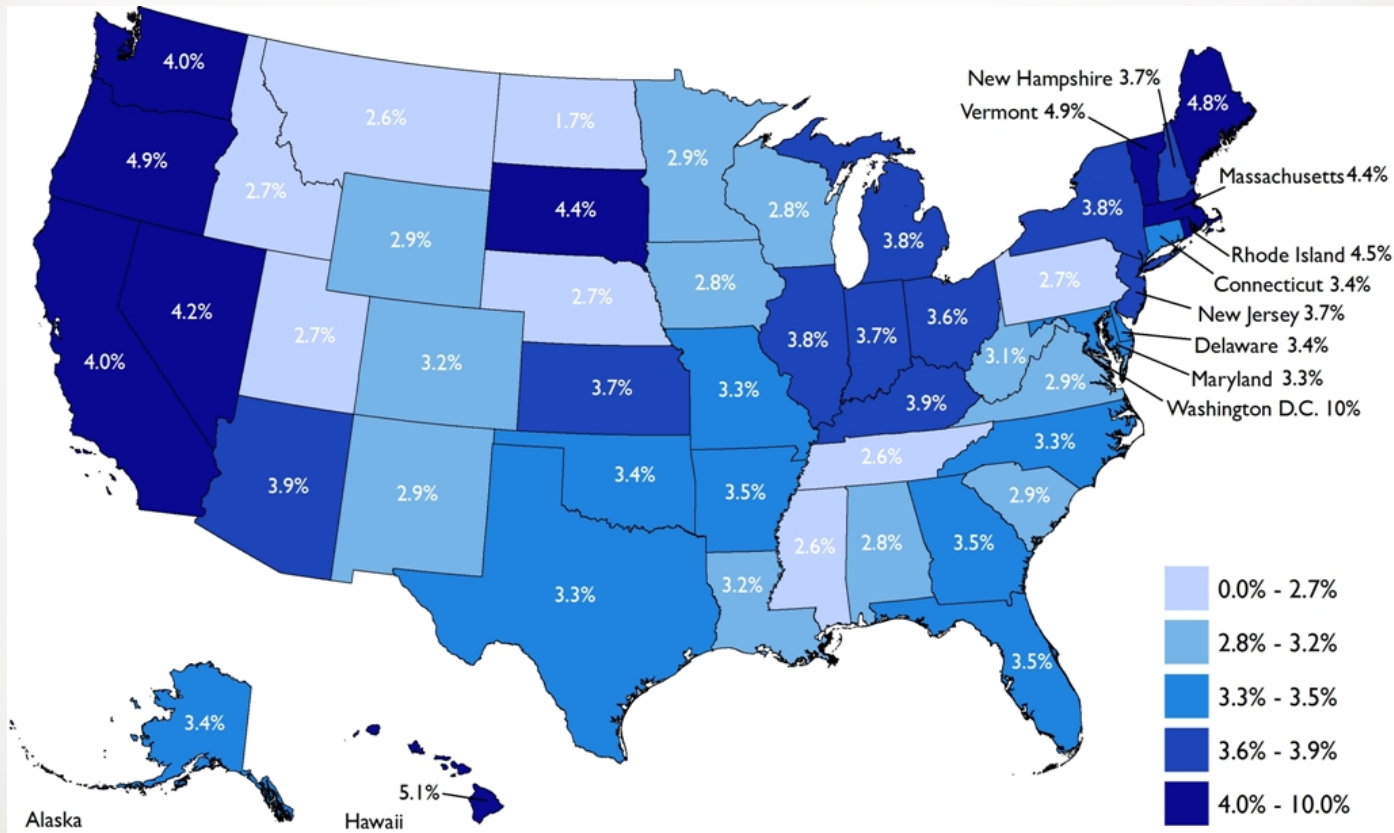 4.0%
2.6%
1.7%
4.9%
2.7%
2.9%
4.4%
2.9%
2.8%
3.8%
New Hampshire 3.7%
Vermont 4.9%
4.8%
Massachusetts 4.4%
3.8%
Rhode Island 4.5%
Connecticut 3.4%
New Jersey 3.7%
Delaware 3.4%
Maryland 3.3%
Washington D.C. 10%
4.0%
4.2%
2.7%
3.2%
2.7%
2.8%
3.8%
3.7%
3.6%
2.7%
3.1%
2.9%
3.7%
3.3%
3.9%
3.9%
2.9%
3.4%
3.5%
2.6%
3.3%
2.9%
3.3%
3.2%
2.6%
2.8%
3.5%
3.5%
3.4%
Alaska
5.1%
Hawaii
0.0% - 2.7%
2.8% - 3.2%
3.3% - 3.5%
3.6% - 3.9%
4.0% - 10.0%